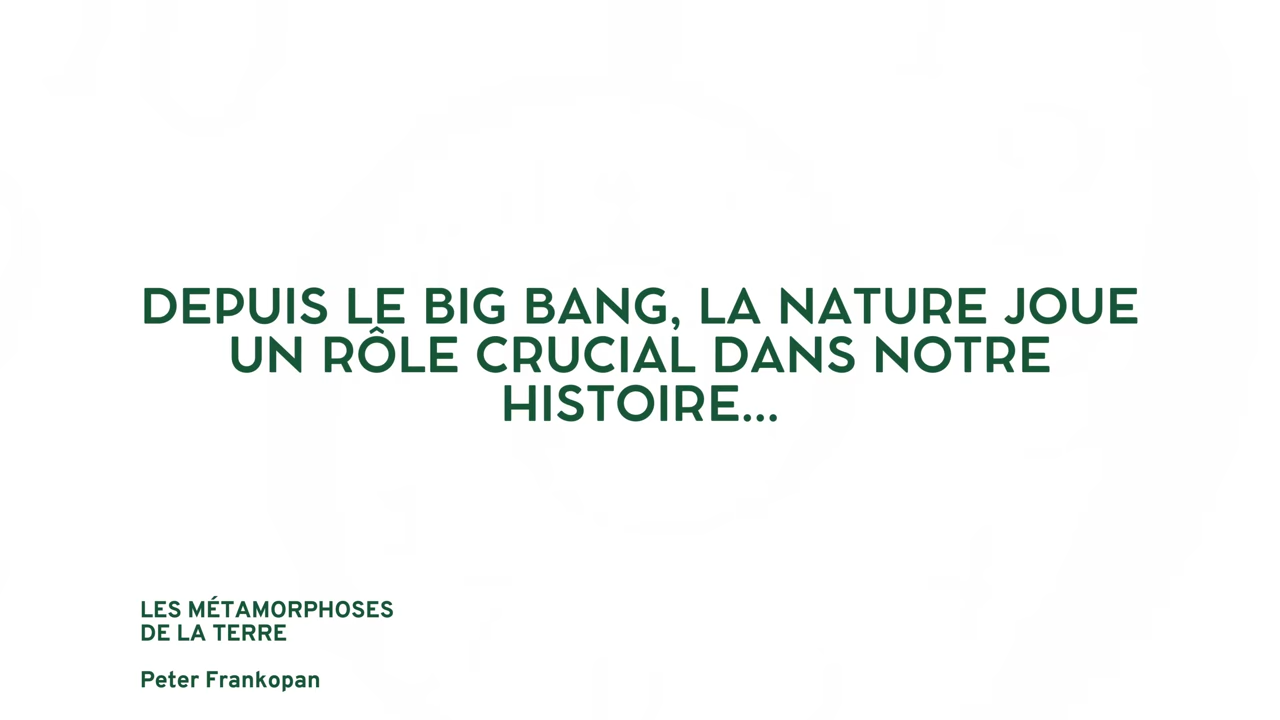 DEPUIS LE BIG BANG, LA NATURE JOUE
UN RÔLE CRUCIAL DANS NOTRE
HISTOIRE...
LES MÉTAMORPHOSES
DE LA TERRE
Peter Frankopan